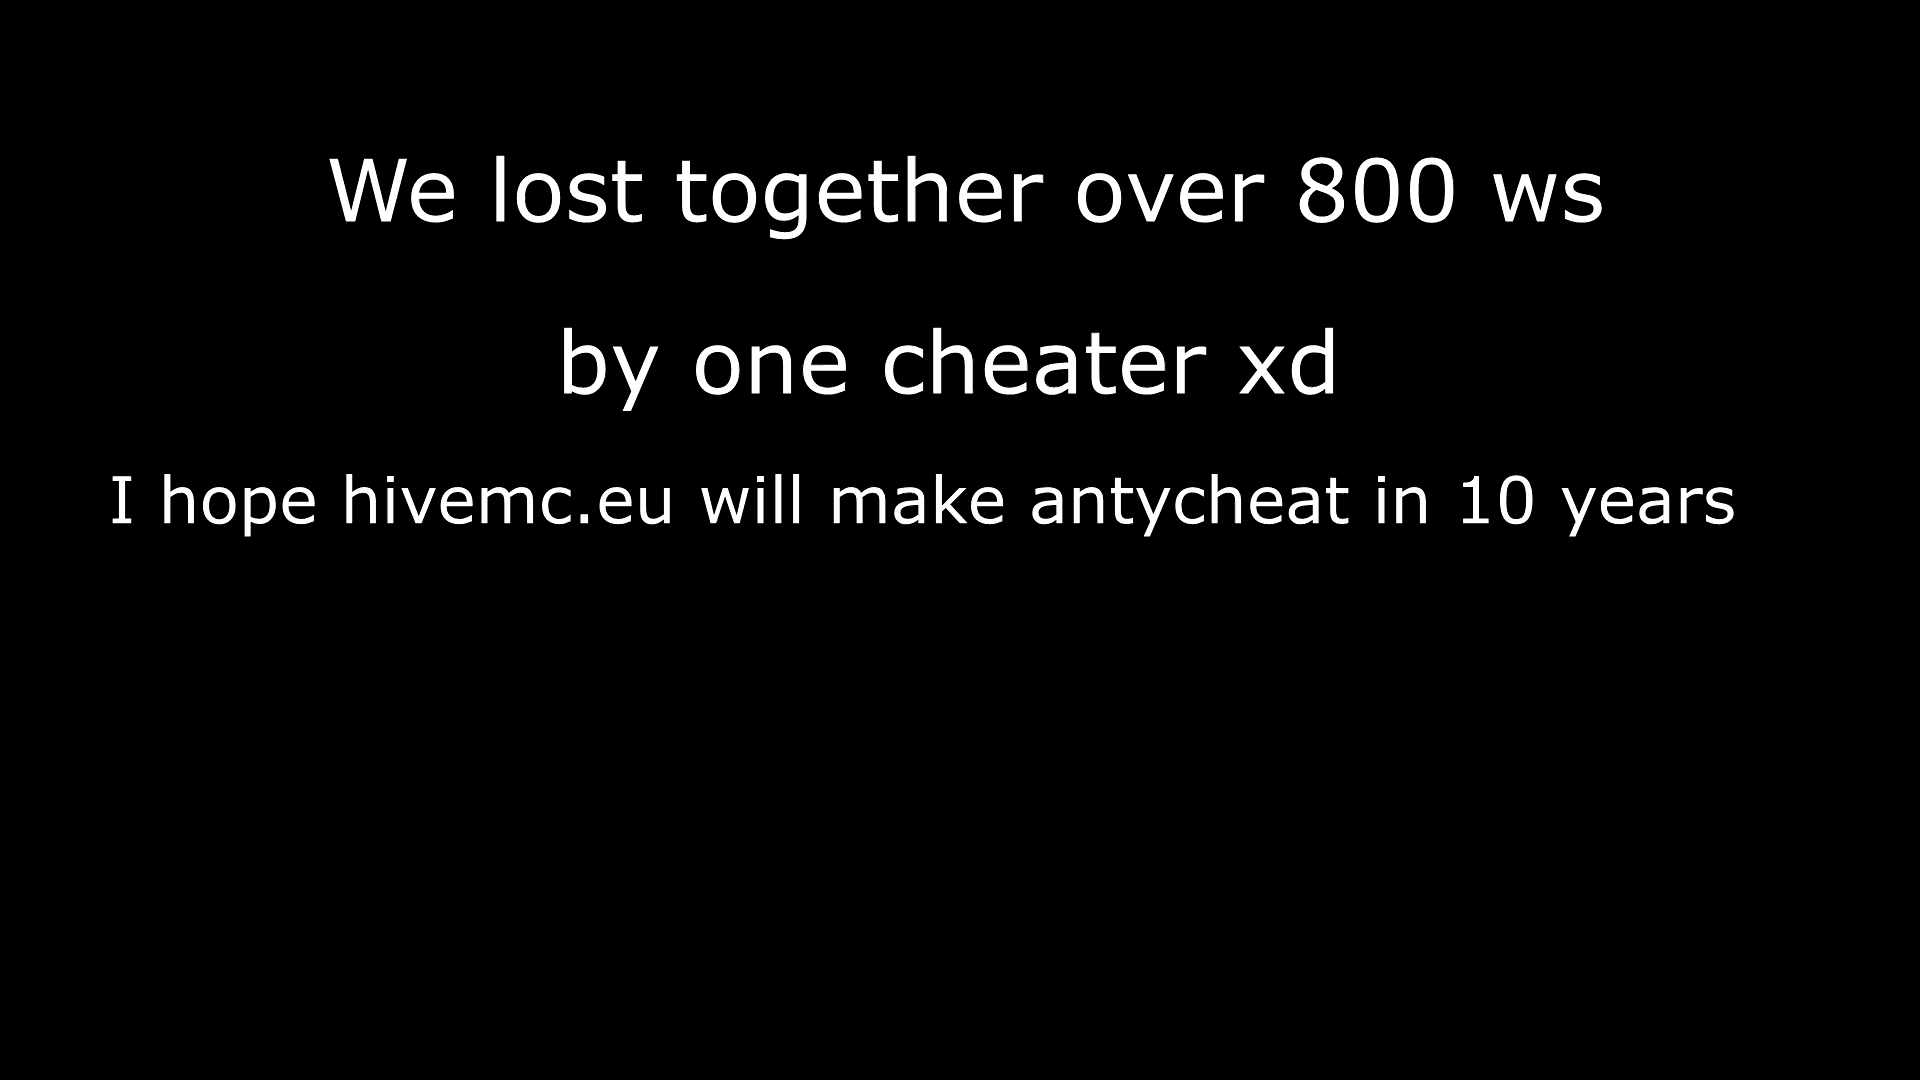 We lost together over 800 ws
by one cheater xd
I hope hivemc.eu will make antycheat in 10 years